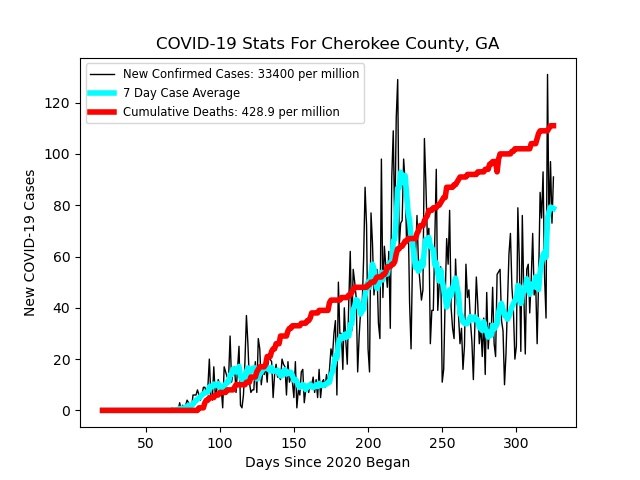 COVID-19 Stats For Cherokee County, GA
New Confirmed Cases: 33400 per million
7 Day Case Average
Cumulative Deaths: 428.9 per million
New COVID-19 Cases
120
100
80
60
40
20
0
50 100 150 200 250 300
Days Since 2020 Began